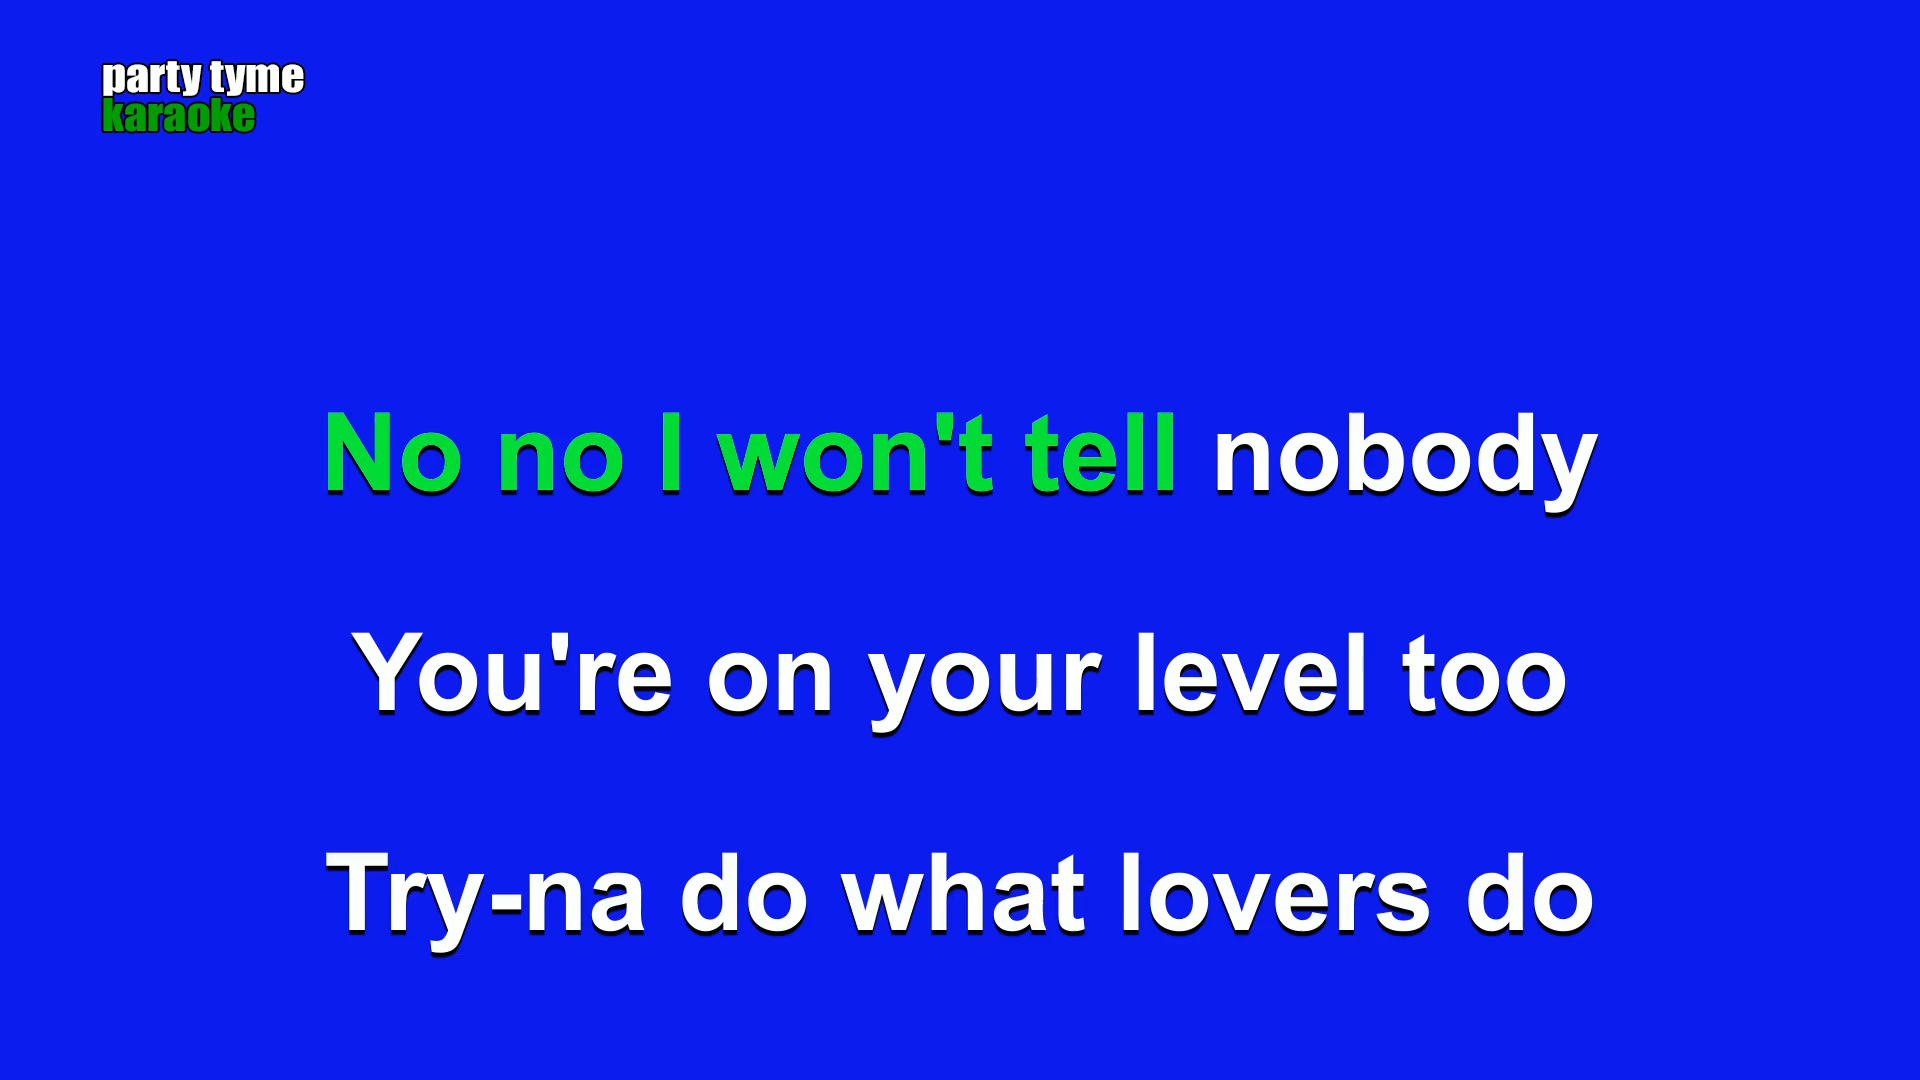 party tyme
karaoke
No no I won't tell nobody
You're on your level too
Try-na do what lovers do